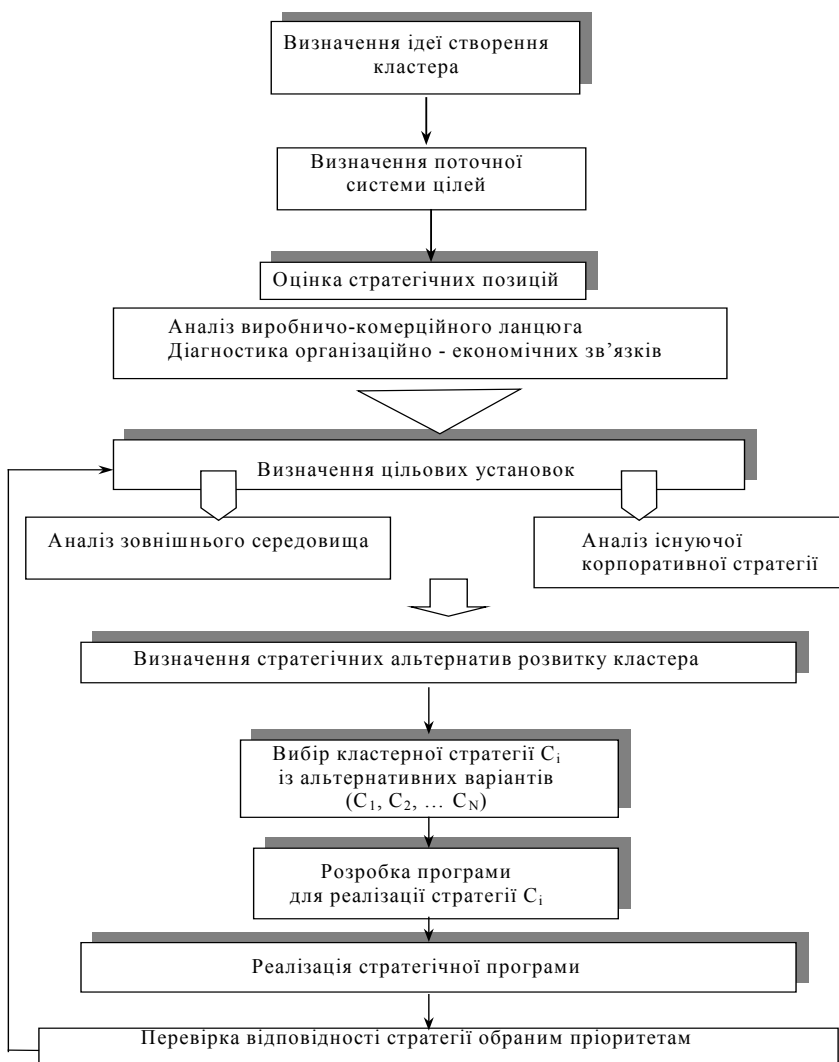 Визначення ідеї створення
кластера
Визначення поточної
системи цілей
Оцінка стратегічних позицій
Аналіз виробничо-комерційного ланцюга
Діагностика організаційно - економічних зв’язків
Визначення цільових установок
Аналіз зовнішнього середовища
Аналіз існуючої
корпоративної стратегії
Визначення стратегічних альтернатив розвитку кластера
Вибір кластерної стратегії Cᵢ
із альтернативних варіантів
(C₁, C₂, … C_N)
Розробка програми
для реалізації стратегії Cᵢ
Реалізація стратегічної програми
Перевірка відповідності стратегії обраним пріоритетам